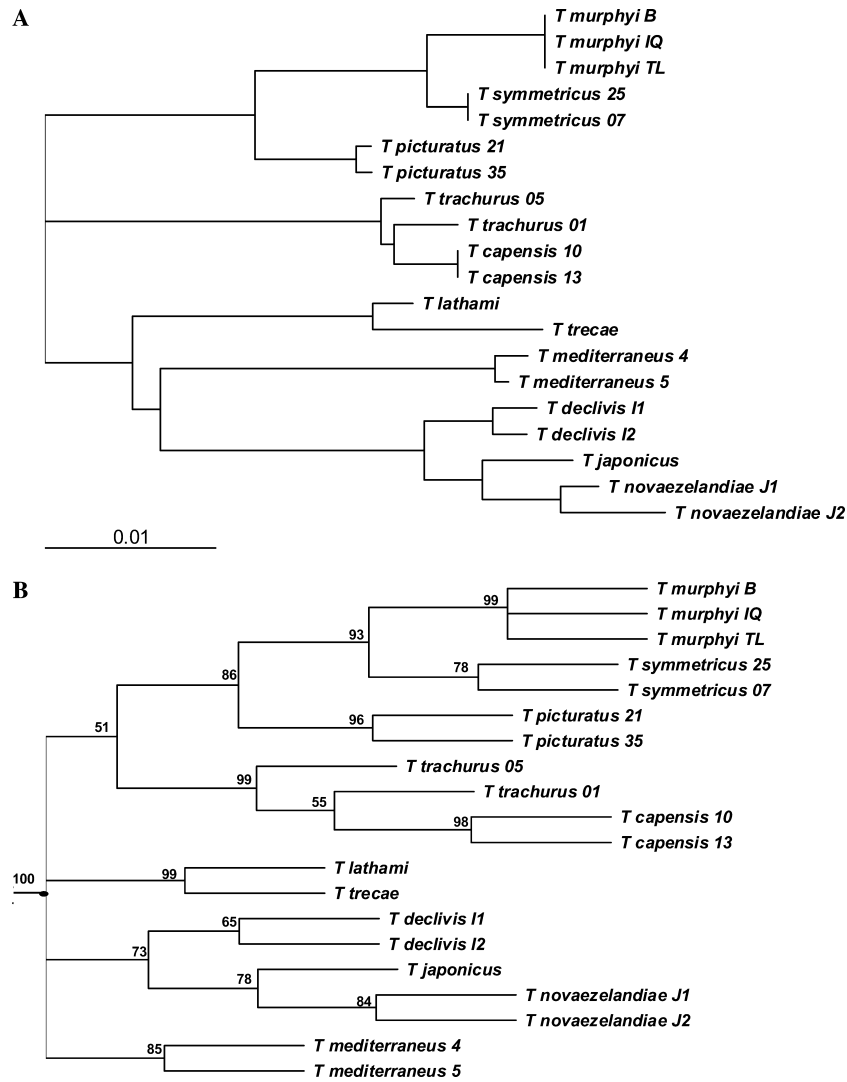 A
T murphyi B
T murphyi IQ
T murphyi TL
T symmetricus 25
T symmetricus 07
T picturatus 21
T picturatus 35
T trachurus 05
T trachurus 01
T capensis 10
T capensis 13
T lathami
T trecae
T mediterraneus 4
T mediterraneus 5
T declivis I1
T declivis I2
T japonicus
T novaezelandiae J1
T novaezelandiae J2
0.01
B
T murphyi B
99
T murphyi IQ
T murphyi TL
93
T symmetricus 25
78
T symmetricus 07
86
T picturatus 21
96
T picturatus 35
51
T trachurus 05
99
T trachurus 01
55
T capensis 10
98
T capensis 13
T lathami
99
100
T trecae
T declivis I1
65
T declivis I2
73
T japonicus
78
T novaezelandiae J1
84
T novaezelandiae J2
T mediterraneus 4
85
T mediterraneus 5